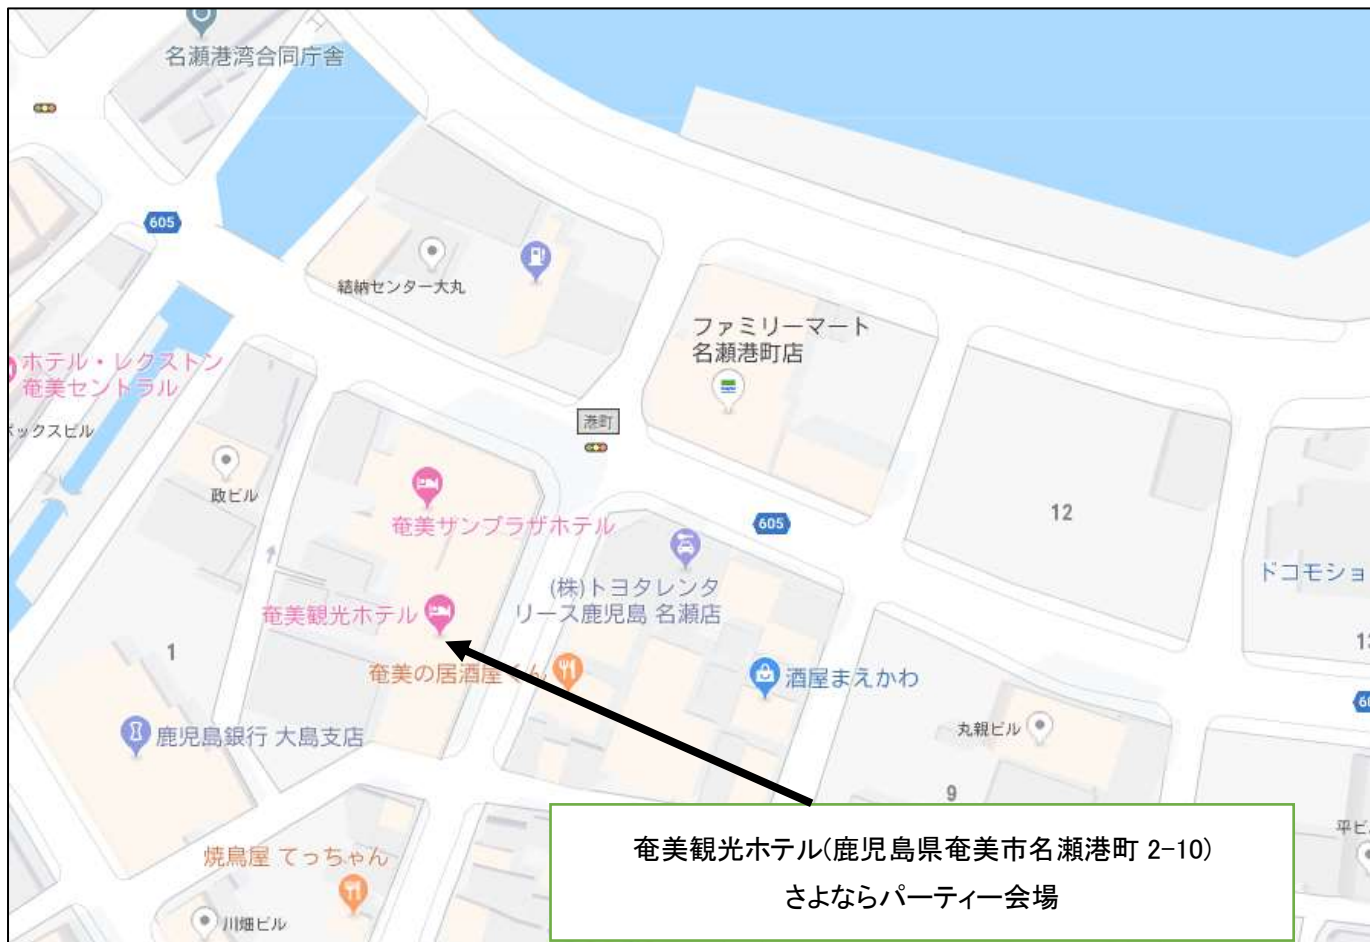 名瀬港湾合同庁舎
605
結納センター大丸
ファミリーマート
名瀬港町店
ホテル・レクストン
奄美セントラル
ボックスビル
港町
政ビル
奄美サンプラザホテル
605
12
(株)トヨタレンタ
リース鹿児島 名瀬店
ドコモショ
奄美観光ホテル
1
13
奄美の居酒屋くん
酒屋まえかわ
60
鹿児島銀行 大島支店
丸親ビル
9
平ビ
焼鳥屋 てっちゃん
川畑ビル
奄美観光ホテル(鹿児島県奄美市名瀬港町 2-10)
さよならパーティー会場